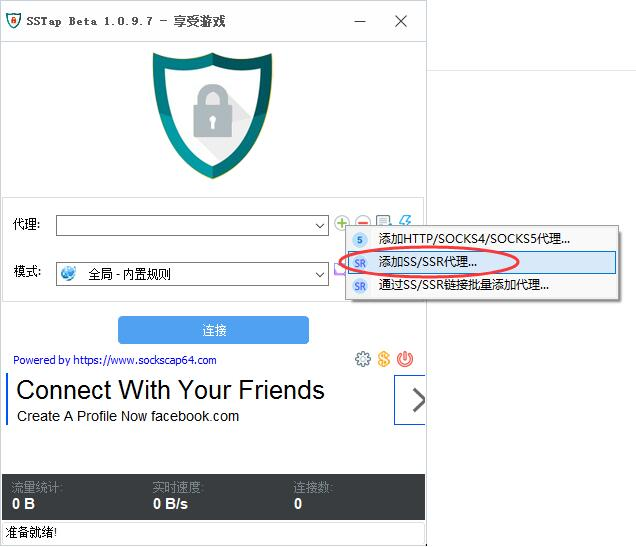 SSTap Beta 1.0.9.7 - 享受游戏
代理:
5 添加HTTP/SOCKS4/SOCKS5代理...
SR 添加SS/SSR代理...
模式: 全局 - 内置规则
SR 通过SS/SSR链接批量添加代理...
连接
Powered by https://www.sockscap64.com
Connect With Your Friends
Create A Profile Now facebook.com
流量统计: 实时速度: 连接数:
0 B 0 B/s 0
准备就绪!